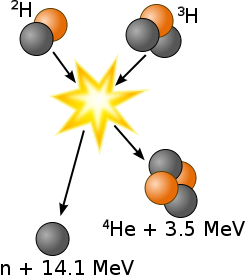 ²H
³H
⁴He + 3.5 MeV
n + 14.1 MeV